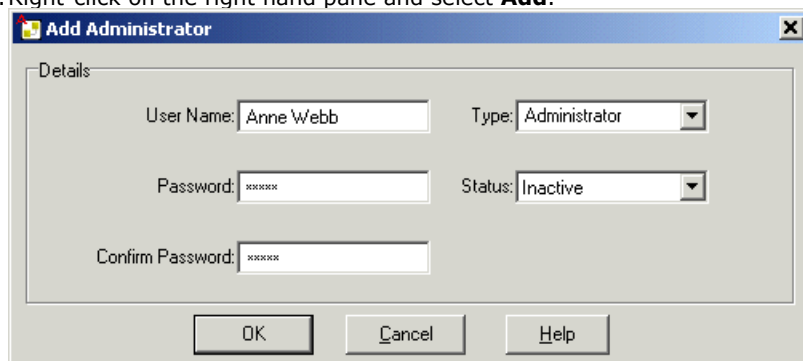 .Right-click on the right hand pane and select Add.
Add Administrator
Details
User Name: Anne Webb Type: Administrator
Password: ***** Status: Inactive
Confirm Password: *****
OK Cancel Help